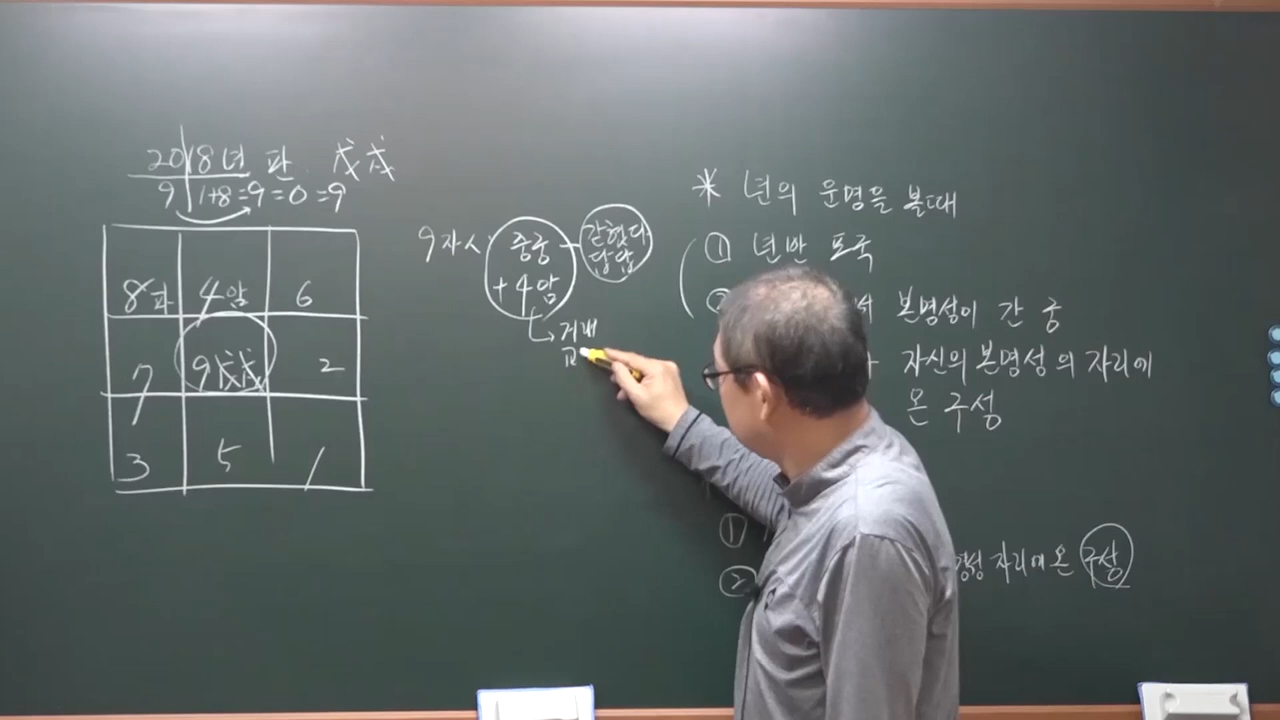 2018년 판 戊戌
9 1+8=9=0=9
8파 4암 6
7 9戊戌 2
3 5 1
9자시 중궁 갇혔다
답답
+4암
거래
* 년의 운명을 볼때
① 년반 포국
② 본명성이 간 궁
자신의 본명성의 자리에
온 구성
①
② 자리에 온 구성